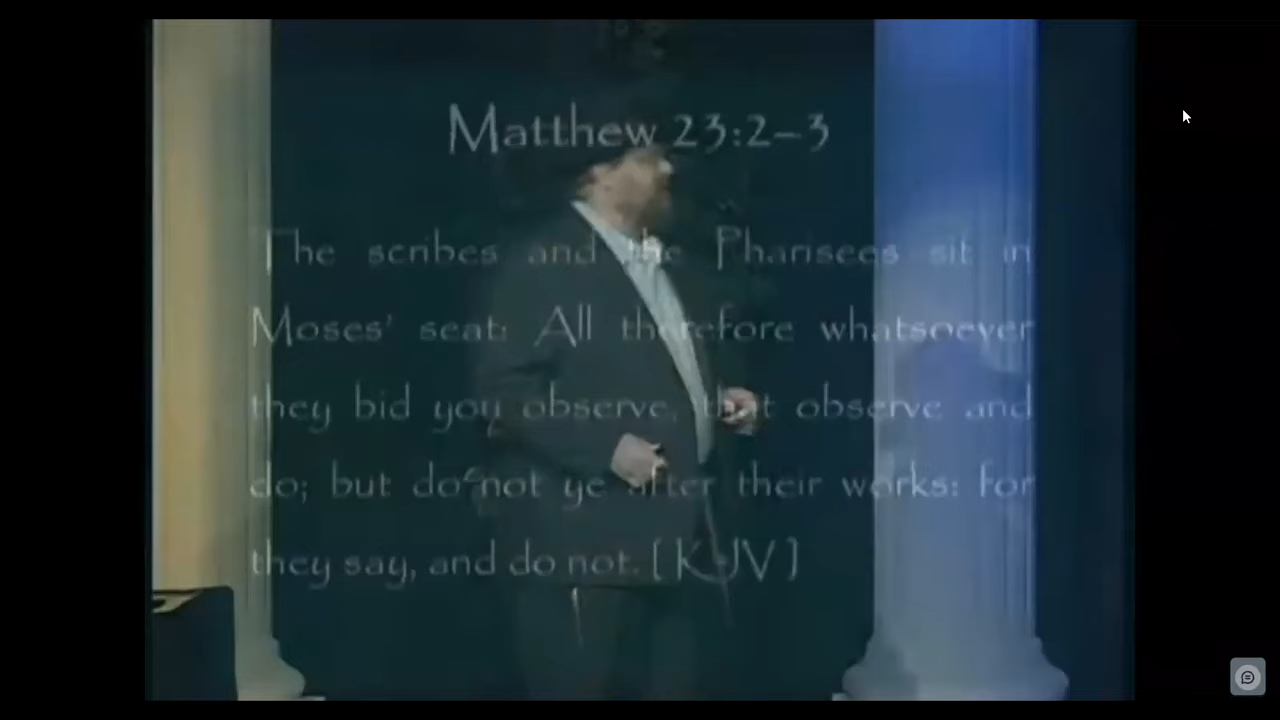 Matthew 23:2–3
The scribes and the Pharisees sit in
Moses' seat: All therefore whatsoever
they bid you observe, that observe and
do; but do not ye after their works: for
they say, and do not. [KJV]